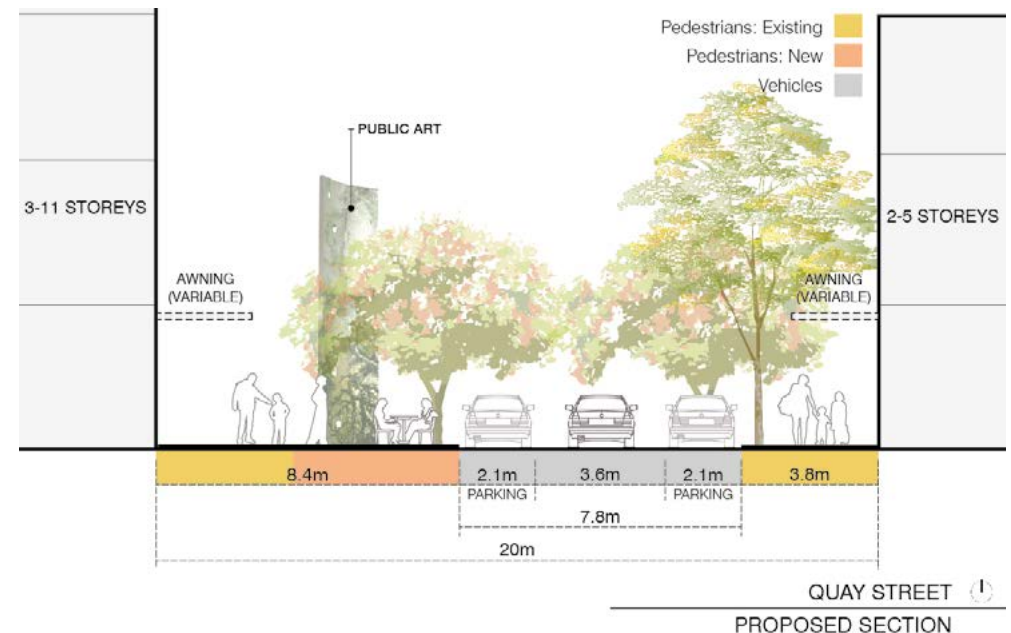 Pedestrians: Existing
Pedestrians: New
Vehicles
PUBLIC ART
3-11 STOREYS
2-5 STOREYS
AWNING
(VARIABLE)
AWNING
(VARIABLE)
8.4m
2.1m
3.6m
2.1m
3.8m
PARKING
PARKING
7.8m
20m
QUAY STREET
PROPOSED SECTION